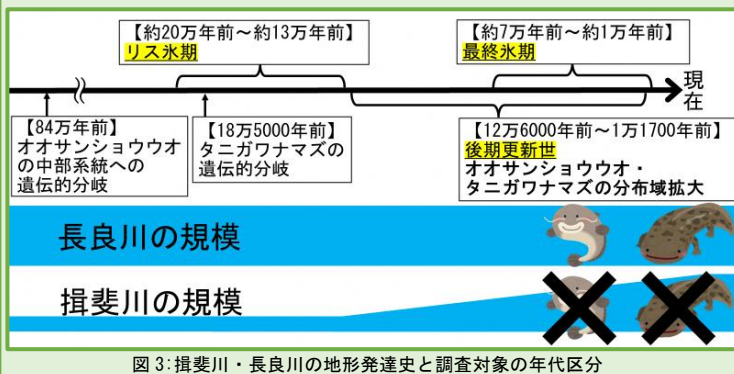 【約20万年前～約13万年前】
リス氷期
【約7万年前～約1万年前】
最終氷期
現在
【84万年前】
オオサンショウウオ
の中部系統への
遺伝的分岐
【18万5000年前】
タニガワナマズの
遺伝的分岐
【12万6000年前～1万1700年前】
後期更新世
オオサンショウウオ・
タニガワナマズの分布域拡大
長良川の規模
揖斐川の規模
図3:揖斐川・長良川の地形発達史と調査対象の年代区分